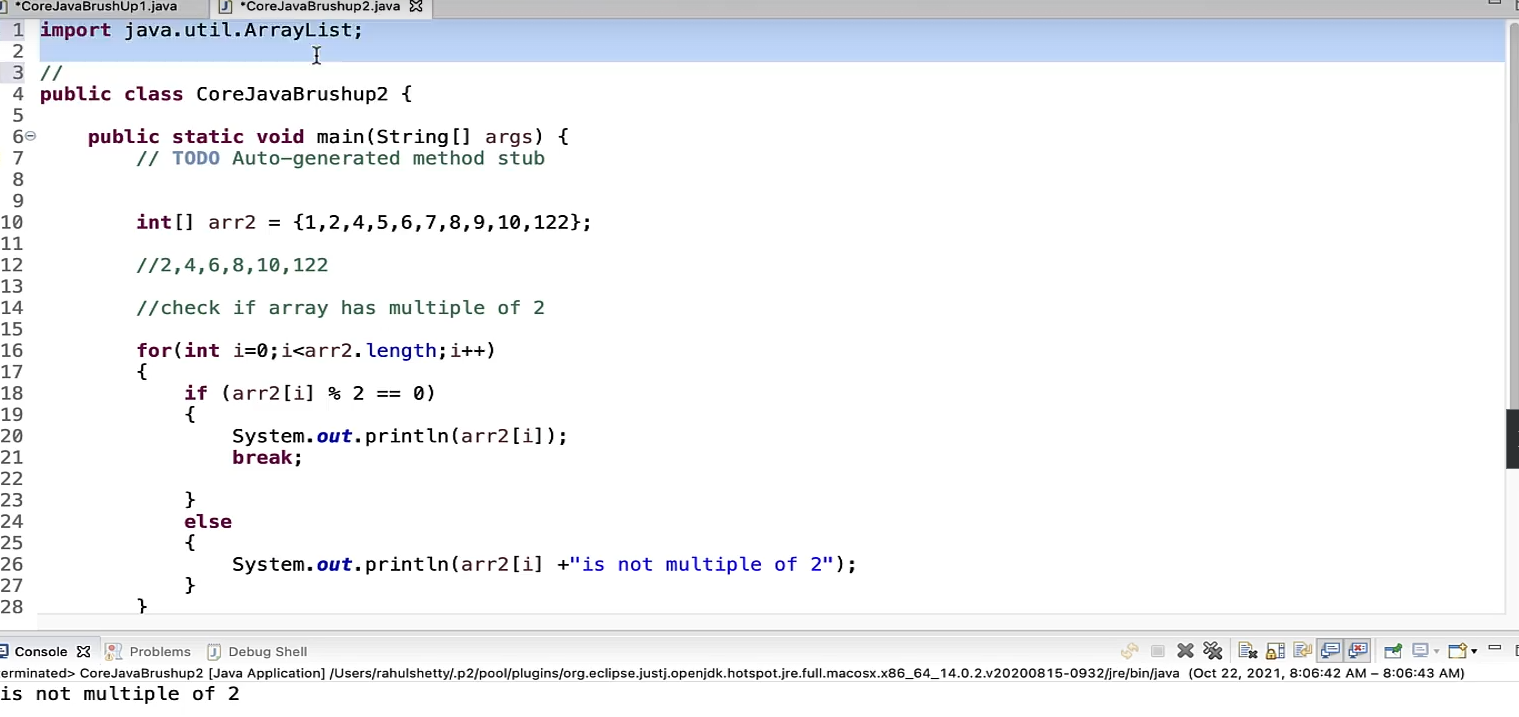 *CoreJavaBrushUp1.java *CoreJavaBrushup2.java
1 import java.util.ArrayList;
2
3 //
4 public class CoreJavaBrushup2 {
5
6 public static void main(String[] args) {
7 // TODO Auto-generated method stub
8
9
10 int[] arr2 = {1,2,4,5,6,7,8,9,10,122};
11
12 //2,4,6,8,10,122
13
14 //check if array has multiple of 2
15
16 for(int i=0;i<arr2.length;i++)
17 {
18 if (arr2[i] % 2 == 0)
19 {
20 System.out.println(arr2[i]);
21 break;
22
23 }
24 else
25 {
26 System.out.println(arr2[i] +"is not multiple of 2");
27 }
28 }
Console Problems Debug Shell
erminated> CoreJavaBrushup2 [Java Application] /Users/rahulshetty/.p2/pool/plugins/org.eclipse.justj.openjdk.hotspot.jre.full.macosx.x86_64_14.0.2.v20200815-0932/jre/bin/java (Oct 22, 2021, 8:06:42 AM – 8:06:43 AM)
is not multiple of 2